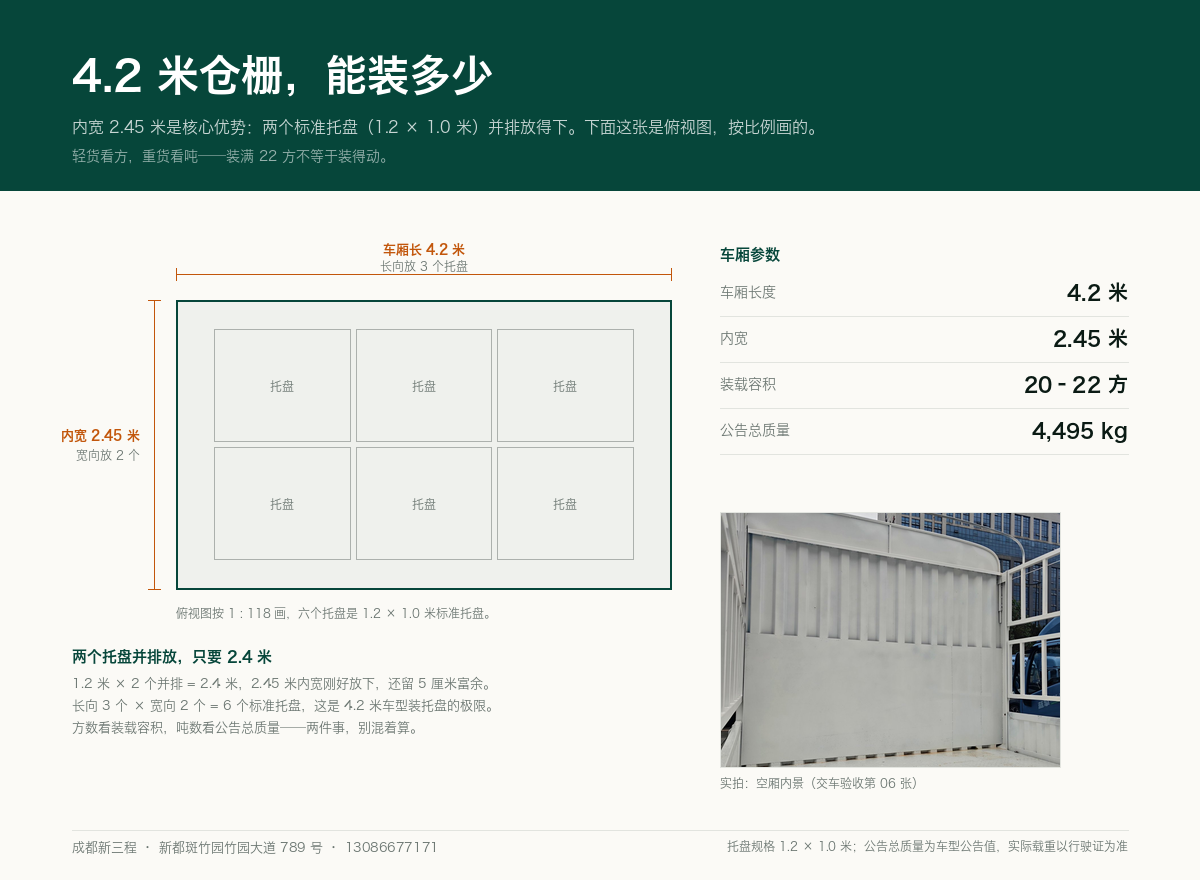 4.2 米仓栅，能装多少
内宽 2.45 米是核心优势：两个标准托盘（1.2 × 1.0 米）并排放得下。下面这张是俯视图，按比例画的。
轻货看方，重货看吨——装满 22 方不等于装得动。
车厢长 4.2 米
长向放 3 个托盘
内宽 2.45 米
宽向放 2 个
托盘
托盘
托盘
托盘
托盘
托盘
俯视图按 1 : 118 画，六个托盘是 1.2 × 1.0 米标准托盘。
两个托盘并排放，只要 2.4 米
1.2 米 × 2 个并排 = 2.4 米，2.45 米内宽刚好放下，还留 5 厘米富余。
长向 3 个 × 宽向 2 个 = 6 个标准托盘，这是 4.2 米车型装托盘的极限。
方数看装载容积，吨数看公告总质量——两件事，别混着算。
车厢参数
车厢长度 4.2 米
内宽 2.45 米
装载容积 20 - 22 方
公告总质量 4,495 kg
实拍：空厢内景（交车验收第 06 张）
成都新三程 · 新都斑竹园竹园大道 789 号 · 13086677171
托盘规格 1.2 × 1.0 米；公告总质量为车型公告值，实际载重以行驶证为准